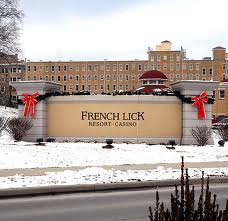 FRENCH LICK
RESORT · CASINO